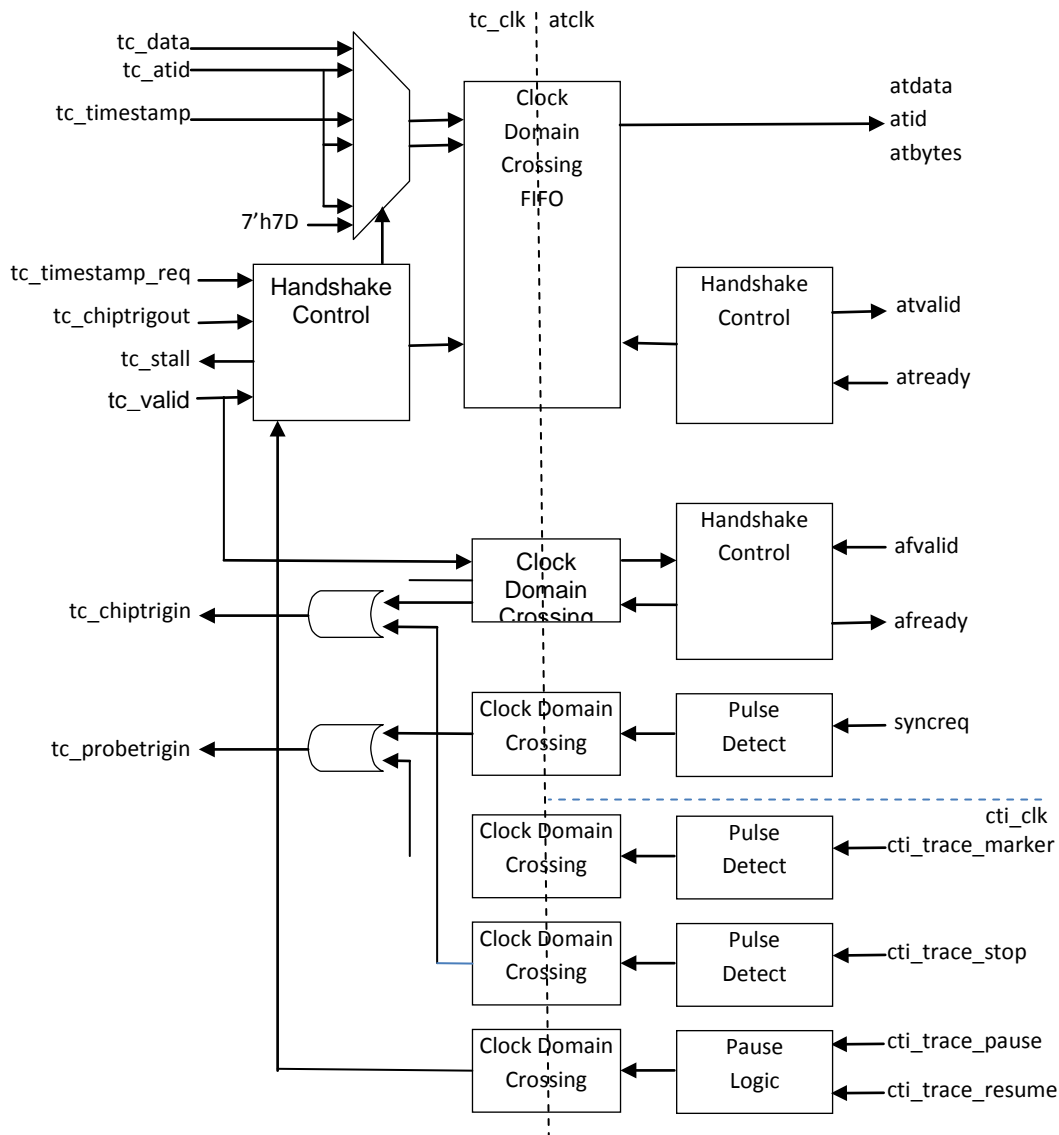 tc_clk atclk
tc_data
tc_atid
tc_timestamp
7'h7D
Clock
Domain
Crossing
FIFO
atdata
atid
atbytes
tc_timestamp_req
tc_chiptrigout
tc_stall
tc_valid
Handshake
Control
Handshake
Control
atvalid
atready
Clock
Domain
Crossing
Handshake
Control
afvalid
afready
tc_chiptrigin
tc_probetrigin
Clock Domain
Crossing
Pulse
Detect
syncreq
cti_clk
Clock Domain
Crossing
Pulse
Detect
cti_trace_marker
Clock Domain
Crossing
Pulse
Detect
cti_trace_stop
Clock Domain
Crossing
Pause
Logic
cti_trace_pause
cti_trace_resume